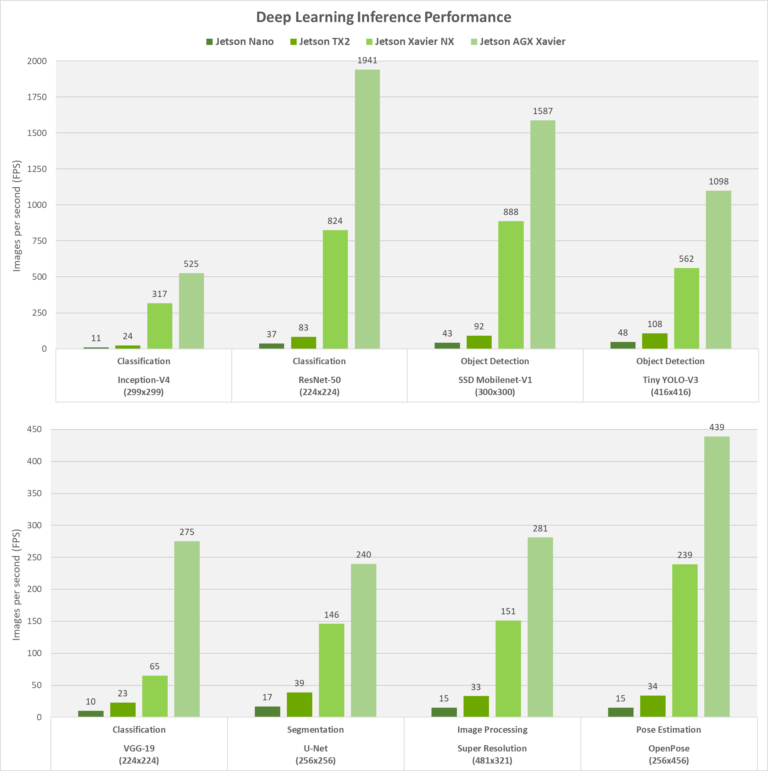 Deep Learning Inference Performance
Jetson Nano Jetson TX2 Jetson Xavier NX Jetson AGX Xavier
Images per second (FPS)
2000
1750
1500
1250
1000
750
500
250
0
11 24 317 525
37 83 824 1941
43 92 888 1587
48 108 562 1098
Classification Classification Object Detection Object Detection
Inception-V4 ResNet-50 SSD Mobilenet-V1 Tiny YOLO-V3
(299x299) (224x224) (300x300) (416x416)
Images per second (FPS)
450
400
350
300
250
200
150
100
50
0
10 23 65 275
17 39 146 240
15 33 151 281
15 34 239 439
Classification Segmentation Image Processing Pose Estimation
VGG-19 U-Net Super Resolution OpenPose
(224x224) (256x256) (481x321) (256x456)